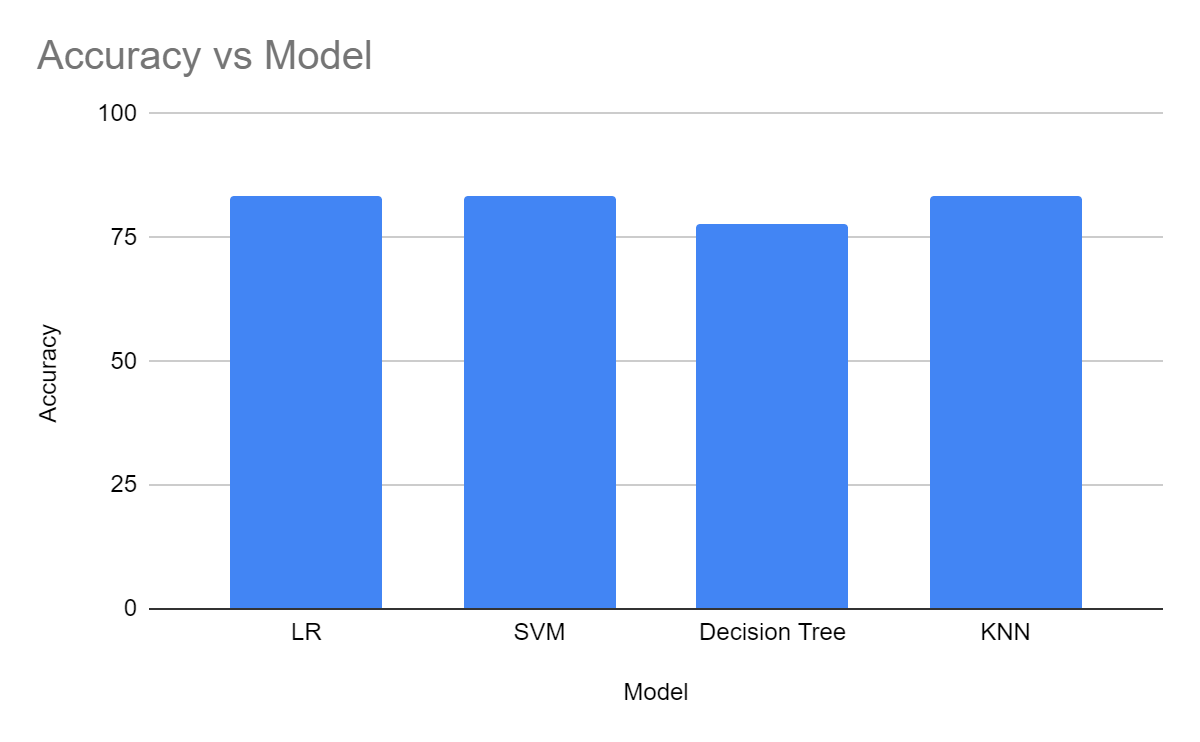 Accuracy vs Model
100
75
50
25
0
Accuracy
LR
SVM
Decision Tree
KNN
Model